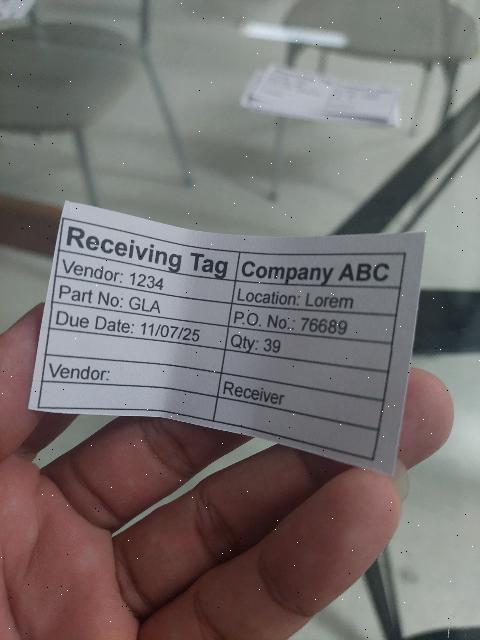 Receiving Tag Company ABC
Vendor: 1234 Location: Lorem
Part No: GLA P.O. No.: 76689
Due Date: 11/07/25 Qty: 39
Vendor: Receiver